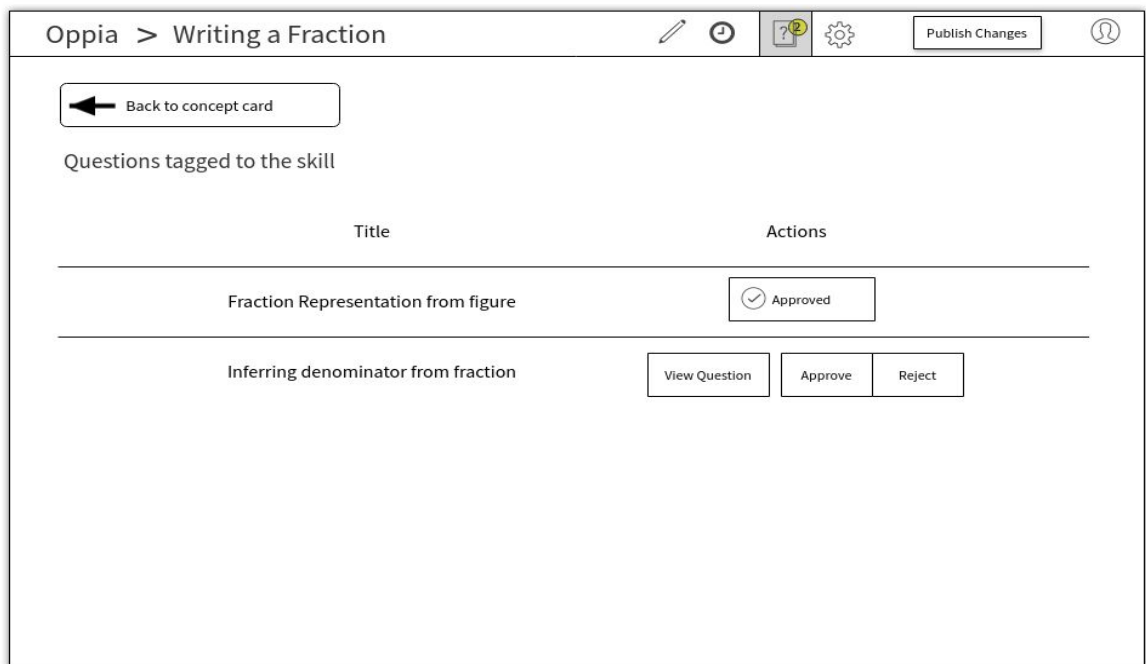 Oppia > Writing a Fraction ? 2 Publish Changes
Back to concept card
Questions tagged to the skill
Title Actions
Fraction Representation from figure Approved
Inferring denominator from fraction View Question Approve Reject